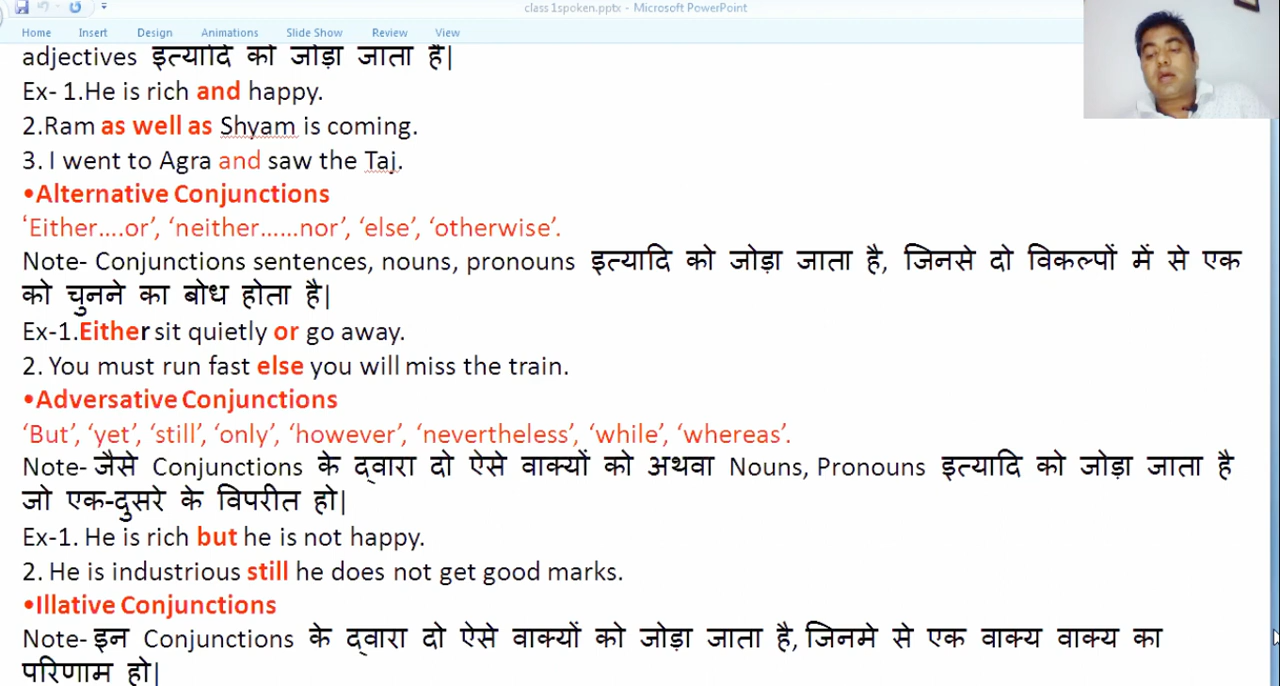 class 1spoken.pptx - Microsoft PowerPoint
Home Insert Design Animations Slide Show Review View
adjectives इत्यादि को जोड़ा जाता है|
Ex- 1.He is rich and happy.
2.Ram as well as Shyam is coming.
3. I went to Agra and saw the Taj.
•Alternative Conjunctions
‘Either....or’, ‘neither......nor’, ‘else’, ‘otherwise’.
Note- Conjunctions sentences, nouns, pronouns इत्यादि को जोड़ा जाता है, जिनसे दो विकल्पों में से एक
को चुनने का बोध होता है|
Ex-1.Either sit quietly or go away.
2. You must run fast else you will miss the train.
•Adversative Conjunctions
‘But’, ‘yet’, ‘still’, ‘only’, ‘however’, ‘nevertheless’, ‘while’, ‘whereas’.
Note- जैसे Conjunctions के द्वारा दो ऐसे वाक्यों को अथवा Nouns, Pronouns इत्यादि को जोड़ा जाता है
जो एक-दुसरे के विपरीत हो|
Ex-1. He is rich but he is not happy.
2. He is industrious still he does not get good marks.
•Illative Conjunctions
Note- इन Conjunctions के द्वारा दो ऐसे वाक्यों को जोड़ा जाता है, जिनमे से एक वाक्य वाक्य का
परिणाम हो|